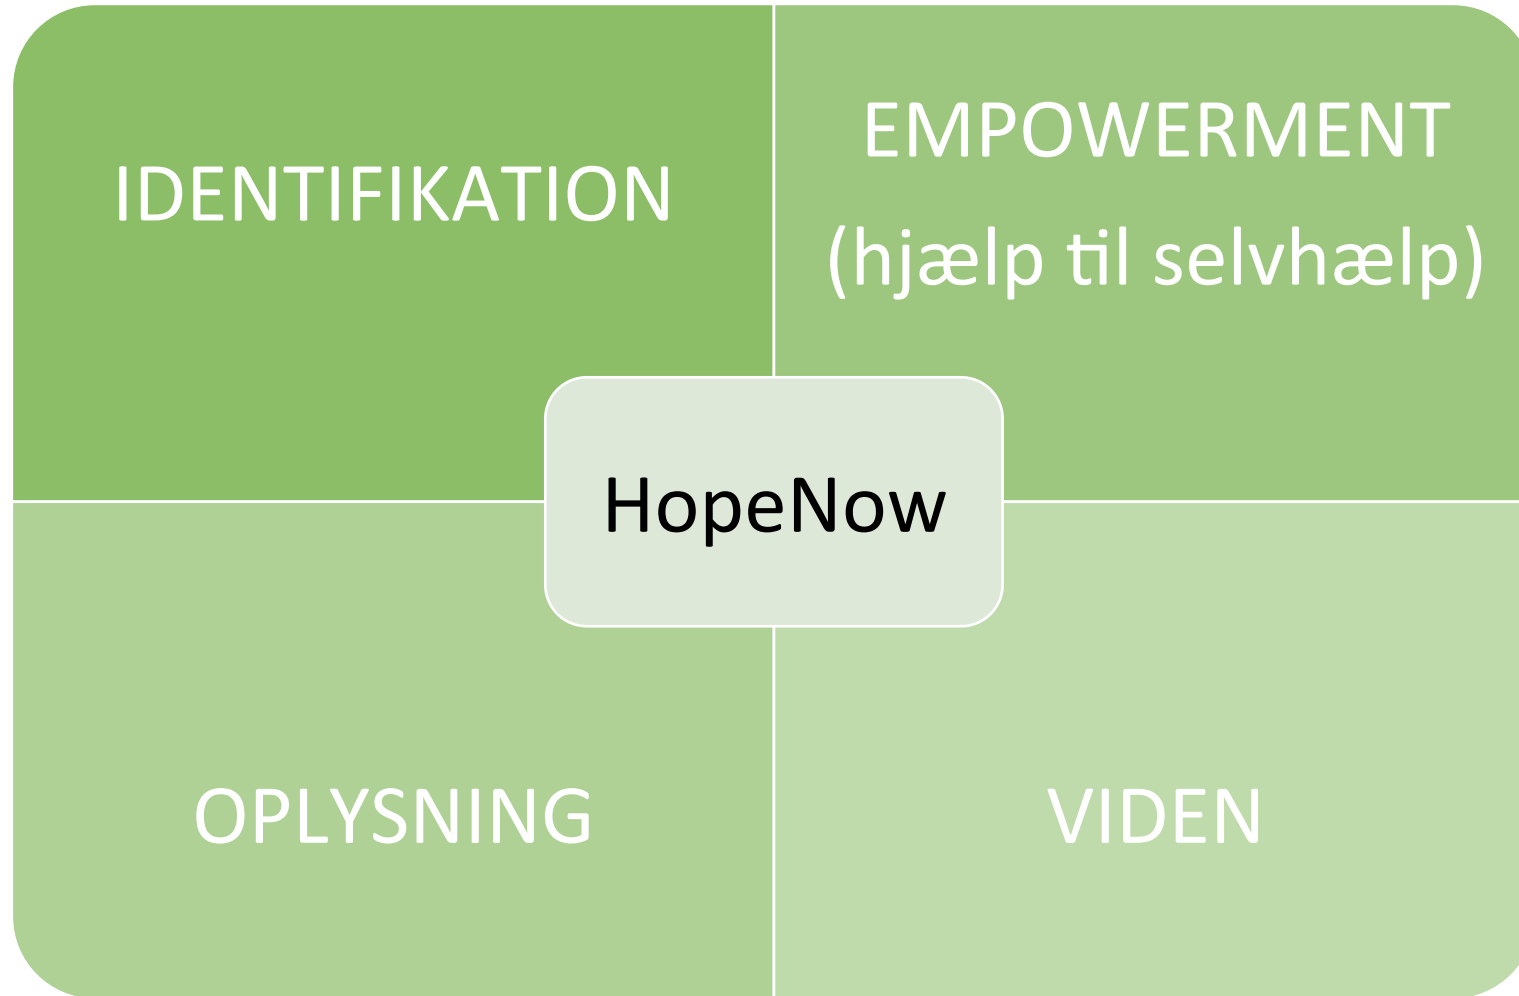 IDENTIFIKATION
EMPOWERMENT
(hjælp til selvhælp)
HopeNow
OPLYSNING
VIDEN